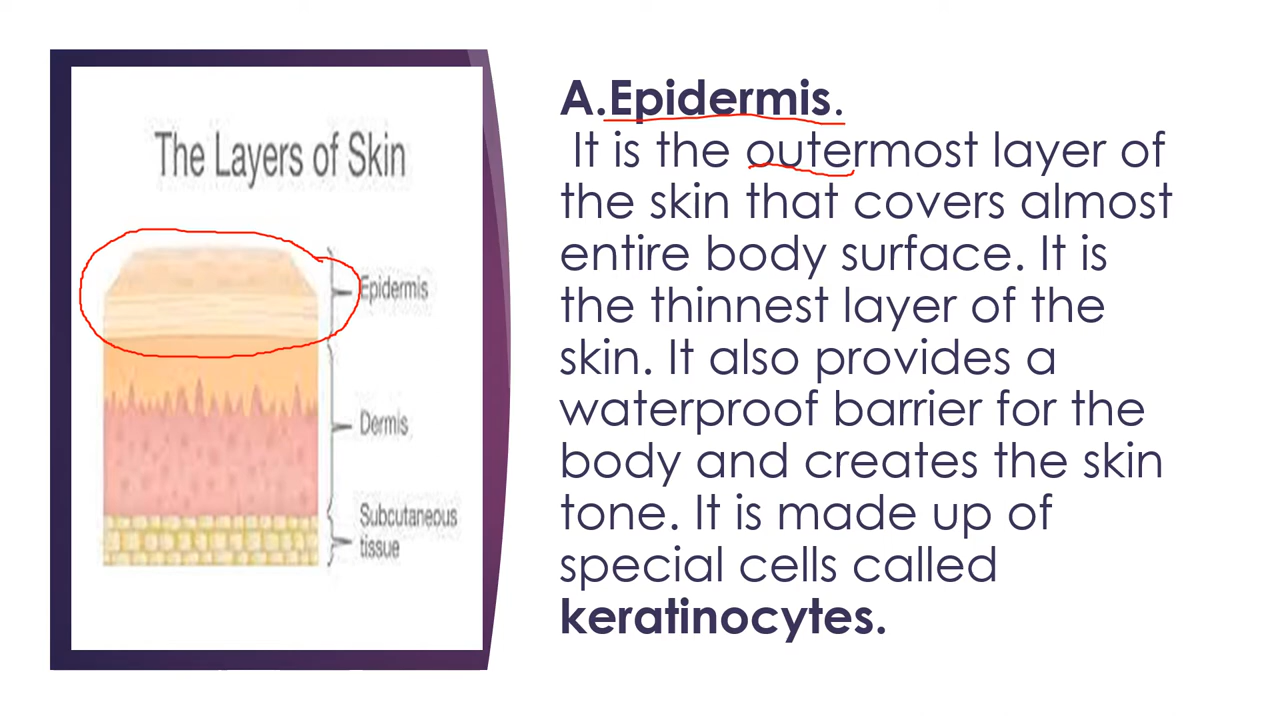 The Layers of Skin
Epidermis
Dermis
Subcutaneous
tissue
A.Epidermis.
It is the outermost layer of
the skin that covers almost
entire body surface. It is
the thinnest layer of the
skin. It also provides a
waterproof barrier for the
body and creates the skin
tone. It is made up of
special cells called
keratinocytes.